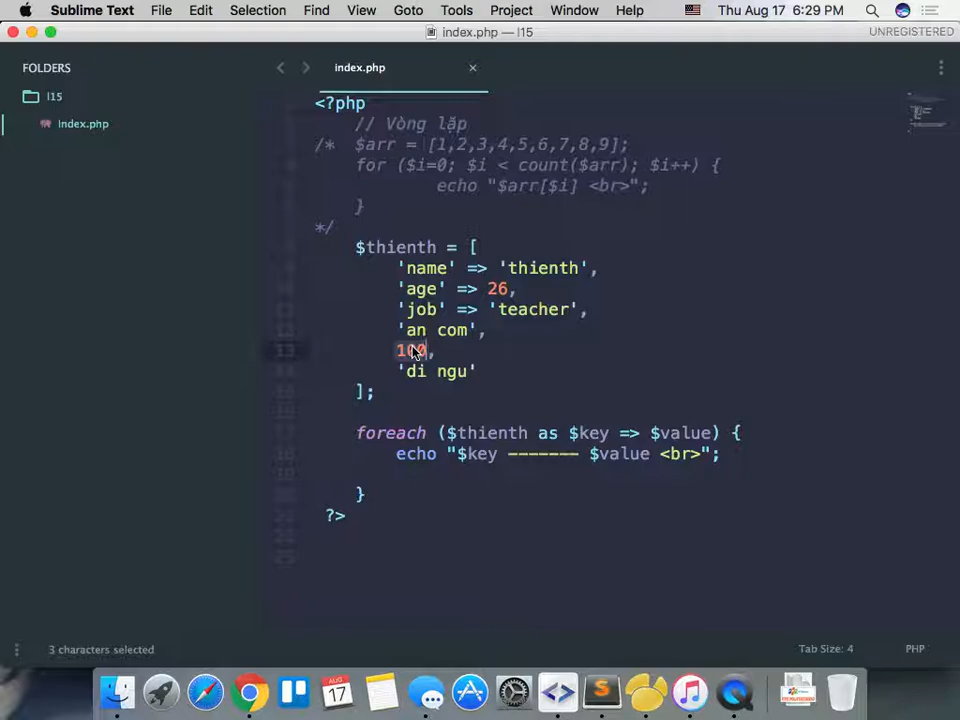 Sublime Text File Edit Selection Find View Goto Tools Project Window Help Thu Aug 17 6:29 PM
index.php — l15 UNREGISTERED
FOLDERS
l15
index.php
index.php ×
<?php
// Vòng lặp
/* $arr = [1,2,3,4,5,6,7,8,9];
for ($i=0; $i < count($arr); $i++) {
echo "$arr[$i] <br>";
}
*/
$thienth = [
'name' => 'thienth',
'age' => 26,
'job' => 'teacher',
'an com',
100,
'di ngu'
];
foreach ($thienth as $key => $value) {
echo "$key ------- $value <br>";
}
?>
3 characters selected Tab Size: 4 PHP
AUG
17